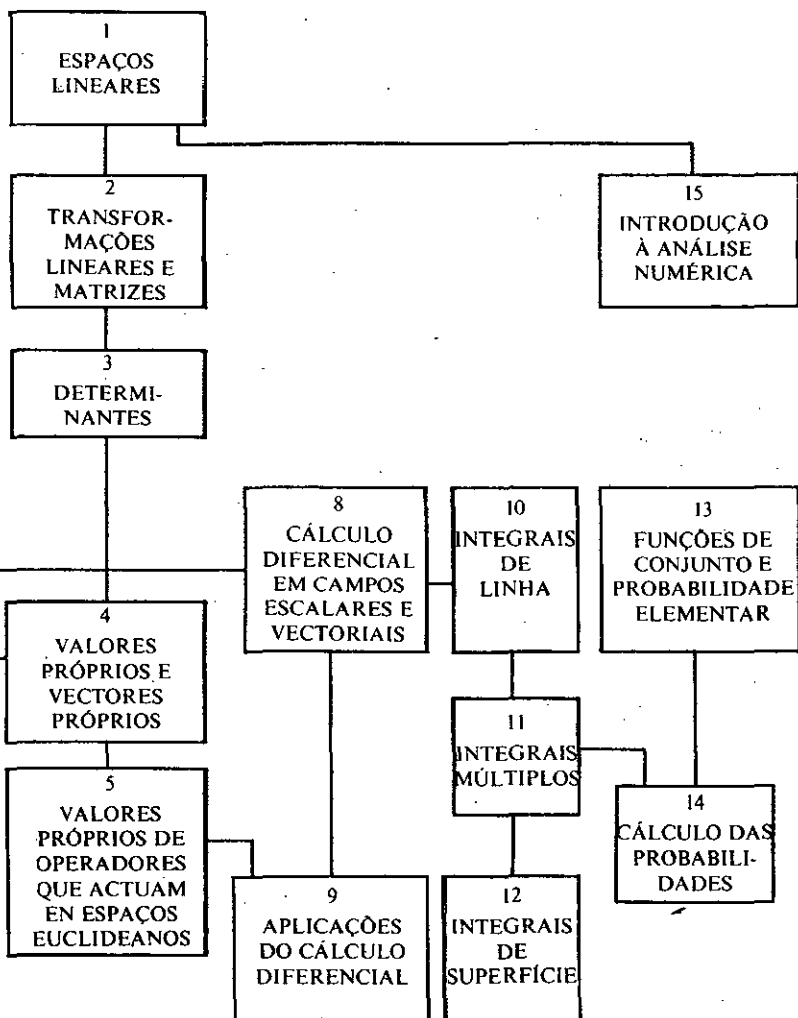 1
ESPAÇOS
LINEARES
2
TRANSFOR-
MAÇÕES
LINEARES E
MATRIZES
15
INTRODUÇÃO
À ANÁLISE
NUMÉRICA
3
DETERMI-
NANTES
8
CÁLCULO
DIFERENCIAL
EM CAMPOS
ESCALARES E
VECTORIAIS
10
INTEGRAIS
DE
LINHA
13
FUNÇÕES DE
CONJUNTO E
PROBABILIDADE
ELEMENTAR
4
VALORES
PRÓPRIOS E
VECTORES
PRÓPRIOS
11
INTEGRAIS
MÚLTIPLOS
5
VALORES
PRÓPRIOS DE
OPERADORES
QUE ACTUAM
EN ESPAÇOS
EUCLIDEANOS
14
CÁLCULO DAS
PROBABILI-
DADES
9
APLICAÇÕES
DO CÁLCULO
DIFERENCIAL
12
INTEGRAIS
DE
SUPERFÍCIE